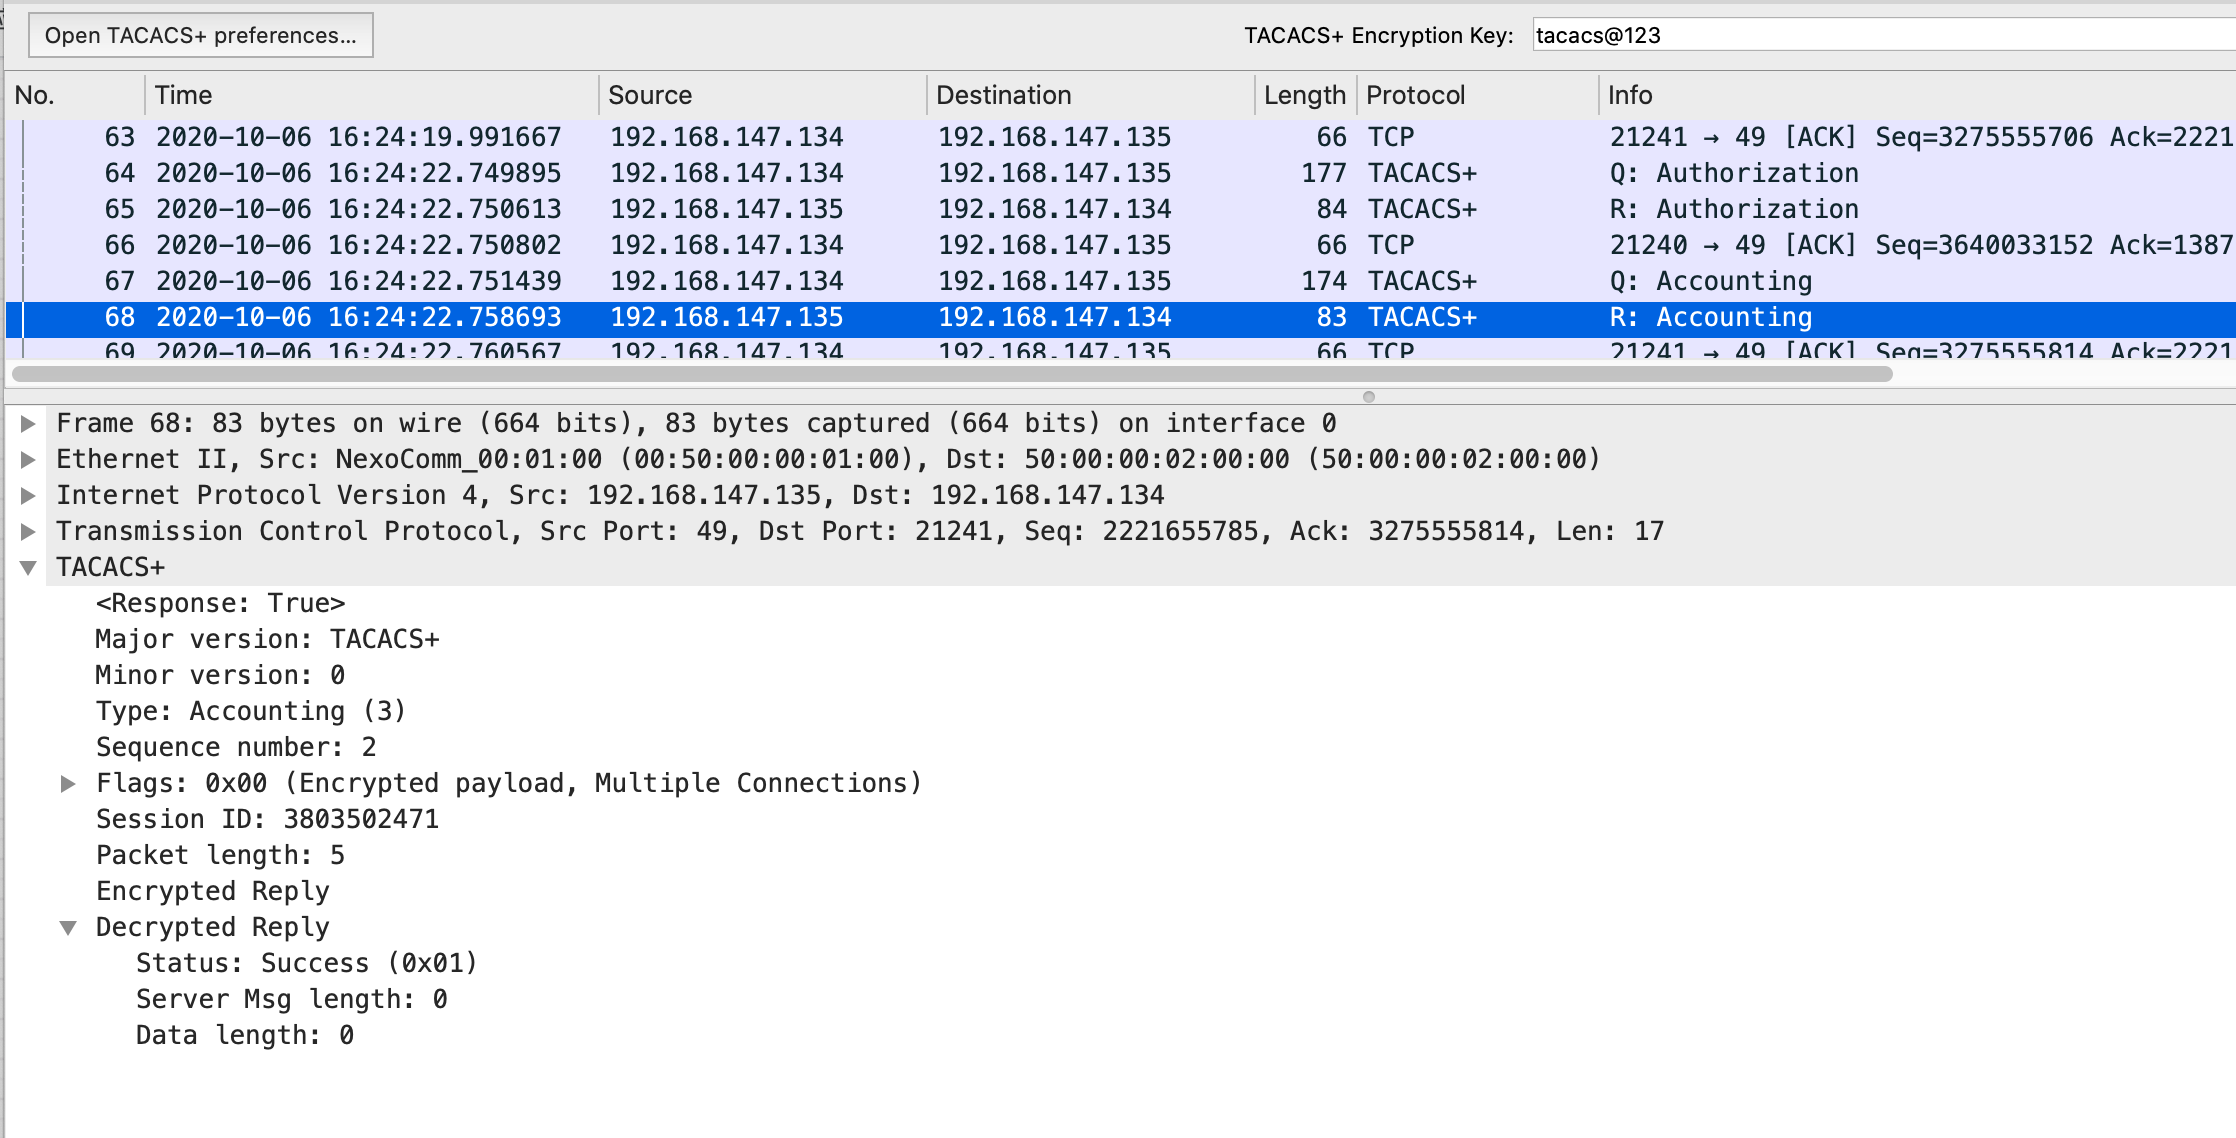 Open TACACS+ preferences...    TACACS+ Encryption Key: tacacs@123
No.    Time    Source    Destination    Length    Protocol    Info
63 2020-10-06 16:24:19.991667 192.168.147.134 192.168.147.135 66 TCP 21241 → 49 [ACK] Seq=3275555706 Ack=2221
64 2020-10-06 16:24:22.749895 192.168.147.134 192.168.147.135 177 TACACS+ Q: Authorization
65 2020-10-06 16:24:22.750613 192.168.147.135 192.168.147.134 84 TACACS+ R: Authorization
66 2020-10-06 16:24:22.750802 192.168.147.134 192.168.147.135 66 TCP 21240 → 49 [ACK] Seq=3640033152 Ack=1387
67 2020-10-06 16:24:22.751439 192.168.147.134 192.168.147.135 174 TACACS+ Q: Accounting
68 2020-10-06 16:24:22.758693 192.168.147.135 192.168.147.134 83 TACACS+ R: Accounting
69 2020-10-06 16:24:22.760567 192.168.147.134 192.168.147.135 66 TCP 21241 → 49 [ACK] Seq=3275555814 Ack=2221
Frame 68: 83 bytes on wire (664 bits), 83 bytes captured (664 bits) on interface 0
Ethernet II, Src: NexoComm_00:01:00 (00:50:00:00:01:00), Dst: 50:00:00:02:00:00 (50:00:00:02:00:00)
Internet Protocol Version 4, Src: 192.168.147.135, Dst: 192.168.147.134
Transmission Control Protocol, Src Port: 49, Dst Port: 21241, Seq: 2221655785, Ack: 3275555814, Len: 17
TACACS+
<Response: True>
Major version: TACACS+
Minor version: 0
Type: Accounting (3)
Sequence number: 2
Flags: 0x00 (Encrypted payload, Multiple Connections)
Session ID: 3803502471
Packet length: 5
Encrypted Reply
Decrypted Reply
Status: Success (0x01)
Server Msg length: 0
Data length: 0